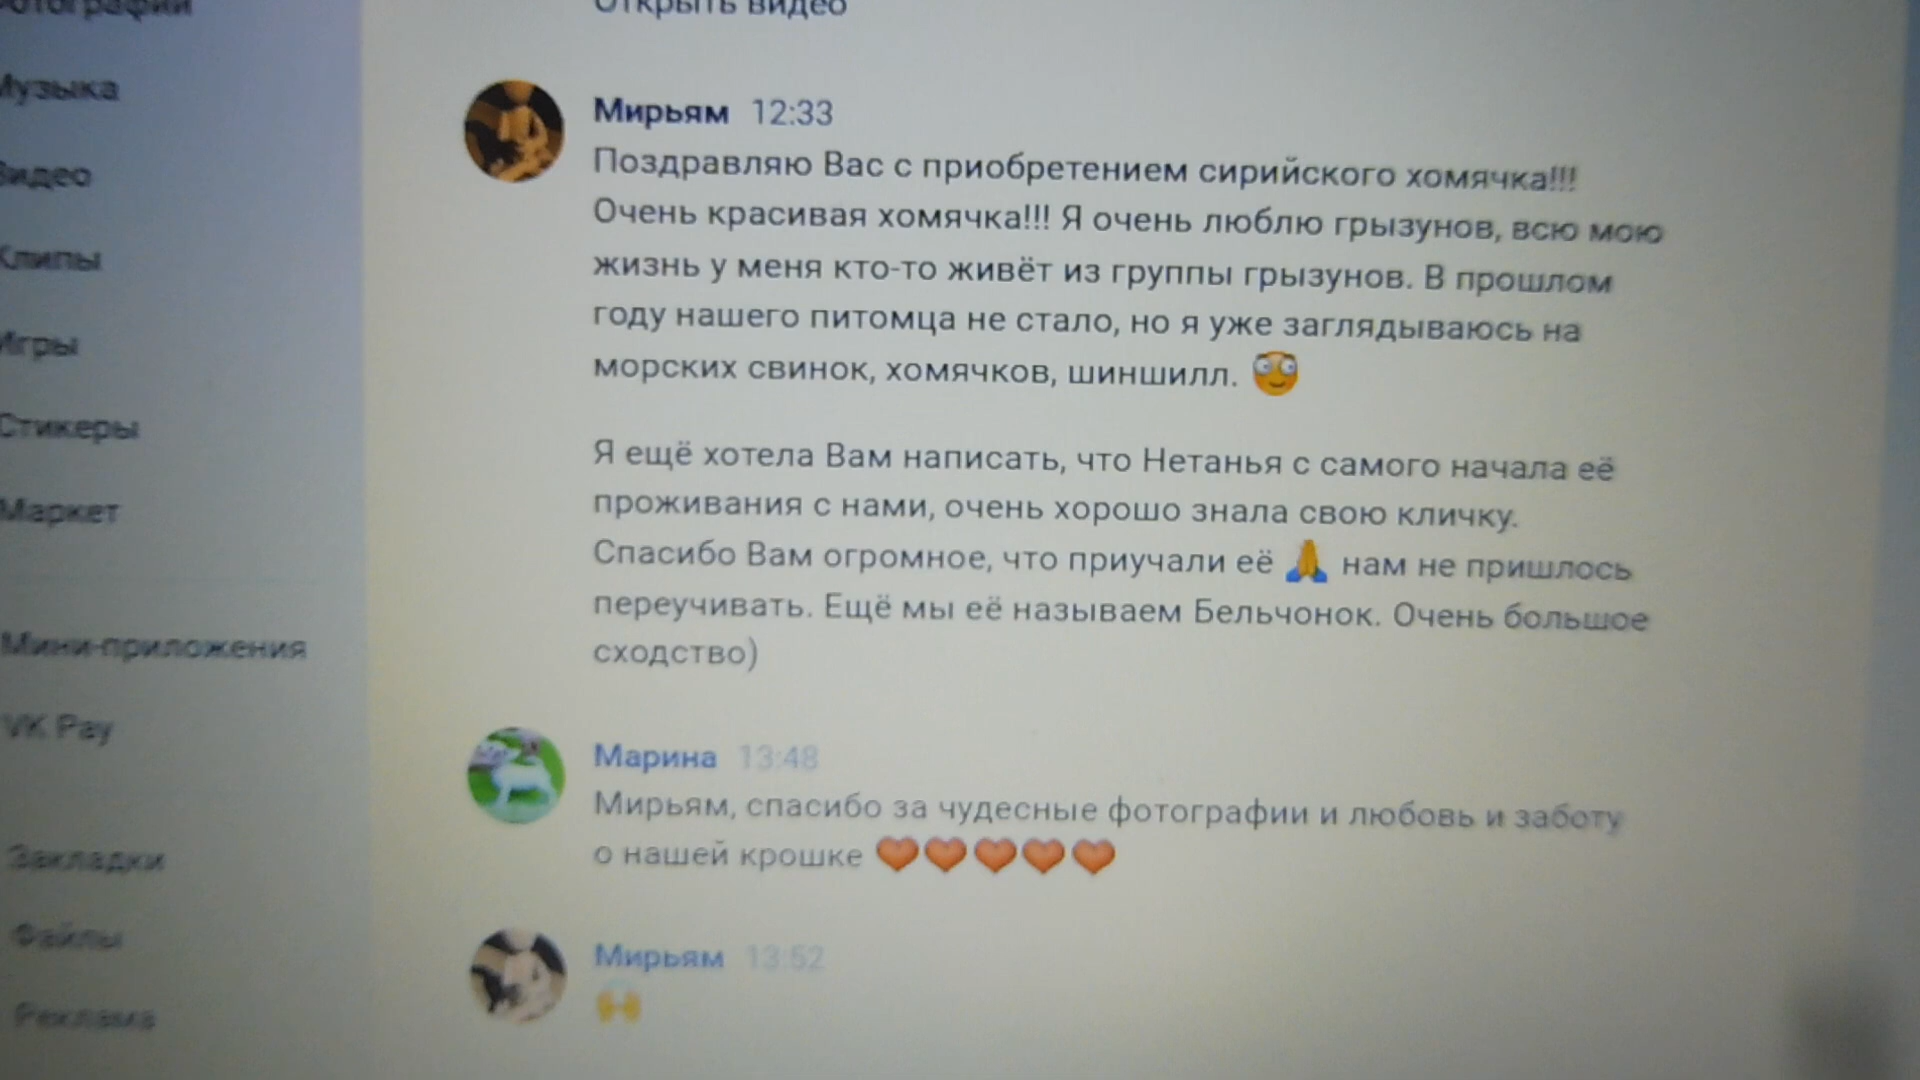 Фотографии
Открыть видео
Музыка
Видео
Клипы
Игры
Стикеры
Маркет
Мини-приложения
VK Pay
Закладки
Файлы
Реклама
Мирьям 12:33
Поздравляю Вас с приобретением сирийского хомячка!!!
Очень красивая хомячка!!! Я очень люблю грызунов, всю мою
жизнь у меня кто-то живёт из группы грызунов. В прошлом
году нашего питомца не стало, но я уже заглядываюсь на
морских свинок, хомячков, шиншилл. 🙄
Я ещё хотела Вам написать, что Нетанья с самого начала её
проживания с нами, очень хорошо знала свою кличку.
Спасибо Вам огромное, что приучали её 🙏 нам не пришлось
переучивать. Ещё мы её называем Бельчонок. Очень большое
сходство)
Марина 13:48
Мирьям, спасибо за чудесные фотографии и любовь и заботу
о нашей крошке ❤❤❤❤❤
Мирьям 13:52
🙌